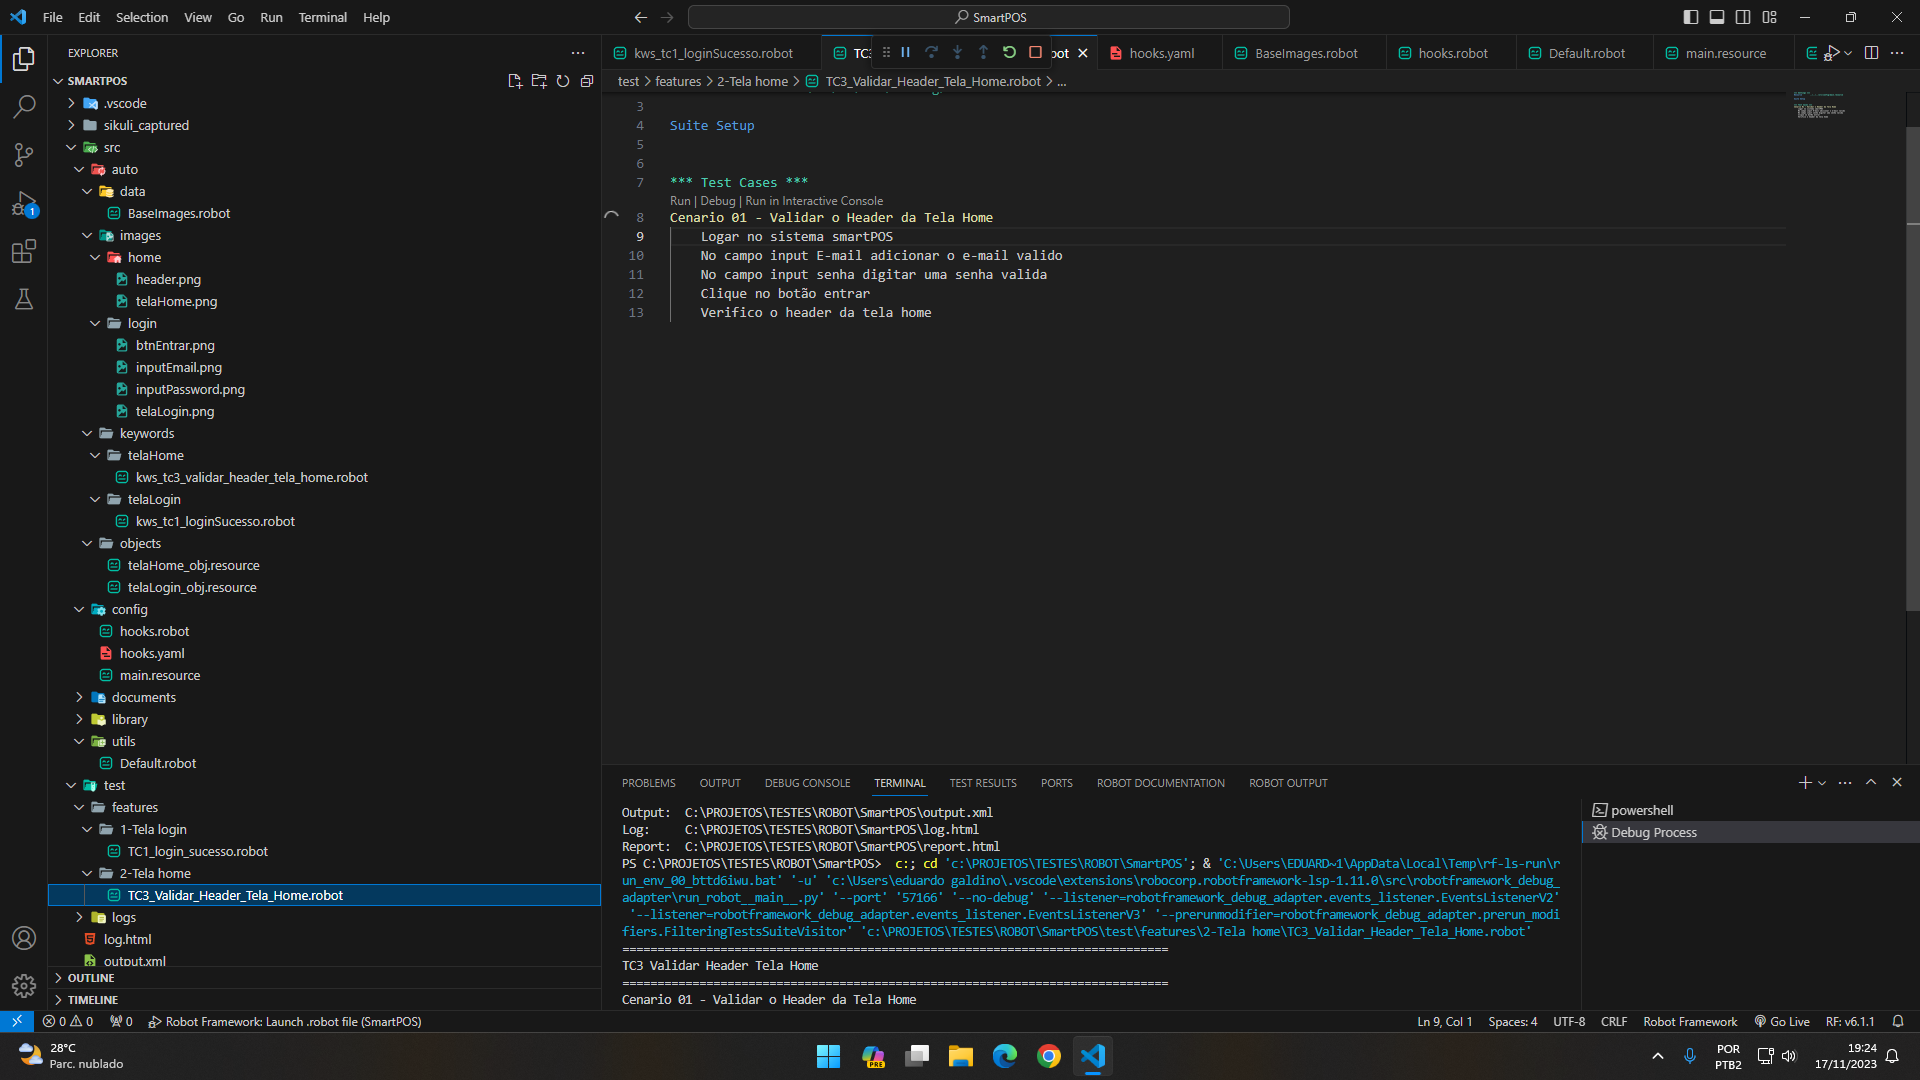 File Edit Selection View Go Run Terminal Help
SmartPOS
EXPLORER
SMARTPOS
.vscode
sikuli_captured
src
auto
data
BaseImages.robot
images
home
header.png
telaHome.png
login
btnEntrar.png
inputEmail.png
inputPassword.png
telaLogin.png
keywords
telaHome
kws_tc3_validar_header_tela_home.robot
telaLogin
kws_tc1_loginSucesso.robot
objects
telaHome_obj.resource
telaLogin_obj.resource
config
hooks.robot
hooks.yaml
main.resource
documents
library
utils
Default.robot
test
features
1-Tela login
TC1_login_sucesso.robot
2-Tela home
TC3_Validar_Header_Tela_Home.robot
logs
log.html
output.xml
OUTLINE
TIMELINE
1
kws_tc1_loginSucesso.robot
TC3
bot
hooks.yaml
BaseImages.robot
hooks.robot
Default.robot
main.resource
test > features > 2-Tela home > TC3_Validar_Header_Tela_Home.robot > ...
3
4 Suite Setup
5
6
7 *** Test Cases ***
Run | Debug | Run in Interactive Console
8 Cenario 01 - Validar o Header da Tela Home
9 Logar no sistema smartPOS
10 No campo input E-mail adicionar o e-mail valido
11 No campo input senha digitar uma senha valida
12 Clique no botão entrar
13 Verifico o header da tela home
PROBLEMS OUTPUT DEBUG CONSOLE TERMINAL TEST RESULTS PORTS ROBOT DOCUMENTATION ROBOT OUTPUT
Output: C:\PROJETOS\TESTES\ROBOT\SmartPOS\output.xml
Log: C:\PROJETOS\TESTES\ROBOT\SmartPOS\log.html
Report: C:\PROJETOS\TESTES\ROBOT\SmartPOS\report.html
PS C:\PROJETOS\TESTES\ROBOT\SmartPOS> c:; cd 'c:\PROJETOS\TESTES\ROBOT\SmartPOS'; & 'C:\Users\EDUARD~1\AppData\Local\Temp\rf-ls-run\r
un_env_00_bttd6iwu.bat' '-u' 'c:\Users\eduardo galdino\.vscode\extensions\robocorp.robotframework-lsp-1.11.0\src\robotframework_debug_
adapter\run_robot__main__.py' '--port' '57166' '--no-debug' '--listener=robotframework_debug_adapter.events_listener.EventsListenerV2'
'--listener=robotframework_debug_adapter.events_listener.EventsListenerV3' '--prerunmodifier=robotframework_debug_adapter.prerun_modi
fiers.FilteringTestsSuiteVisitor' 'c:\PROJETOS\TESTES\ROBOT\SmartPOS\test\features\2-Tela home\TC3_Validar_Header_Tela_Home.robot'
==============================================================================
TC3 Validar Header Tela Home
==============================================================================
Cenario 01 - Validar o Header da Tela Home
powershell
Debug Process
0 0 0 Robot Framework: Launch .robot file (SmartPOS)
Ln 9, Col 1 Spaces: 4 UTF-8 CRLF Robot Framework Go Live RF: v6.1.1
28°C
Parc. nublado
PRE
POR
PTB2
19:24
17/11/2023